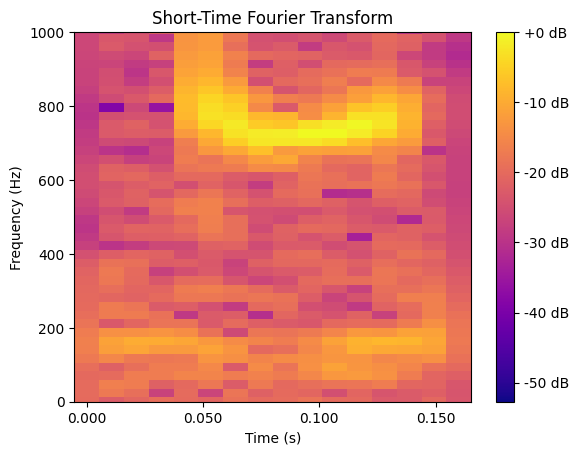 Short-Time Fourier Transform
1000
800
600
400
200
0
Frequency (Hz)
0.000
0.050
0.100
0.150
Time (s)
+0 dB
-10 dB
-20 dB
-30 dB
-40 dB
-50 dB